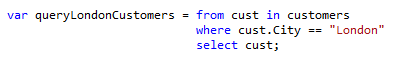 var queryLondonCustomers = from cust in customers
                           where cust.City == "London"
                           select cust;